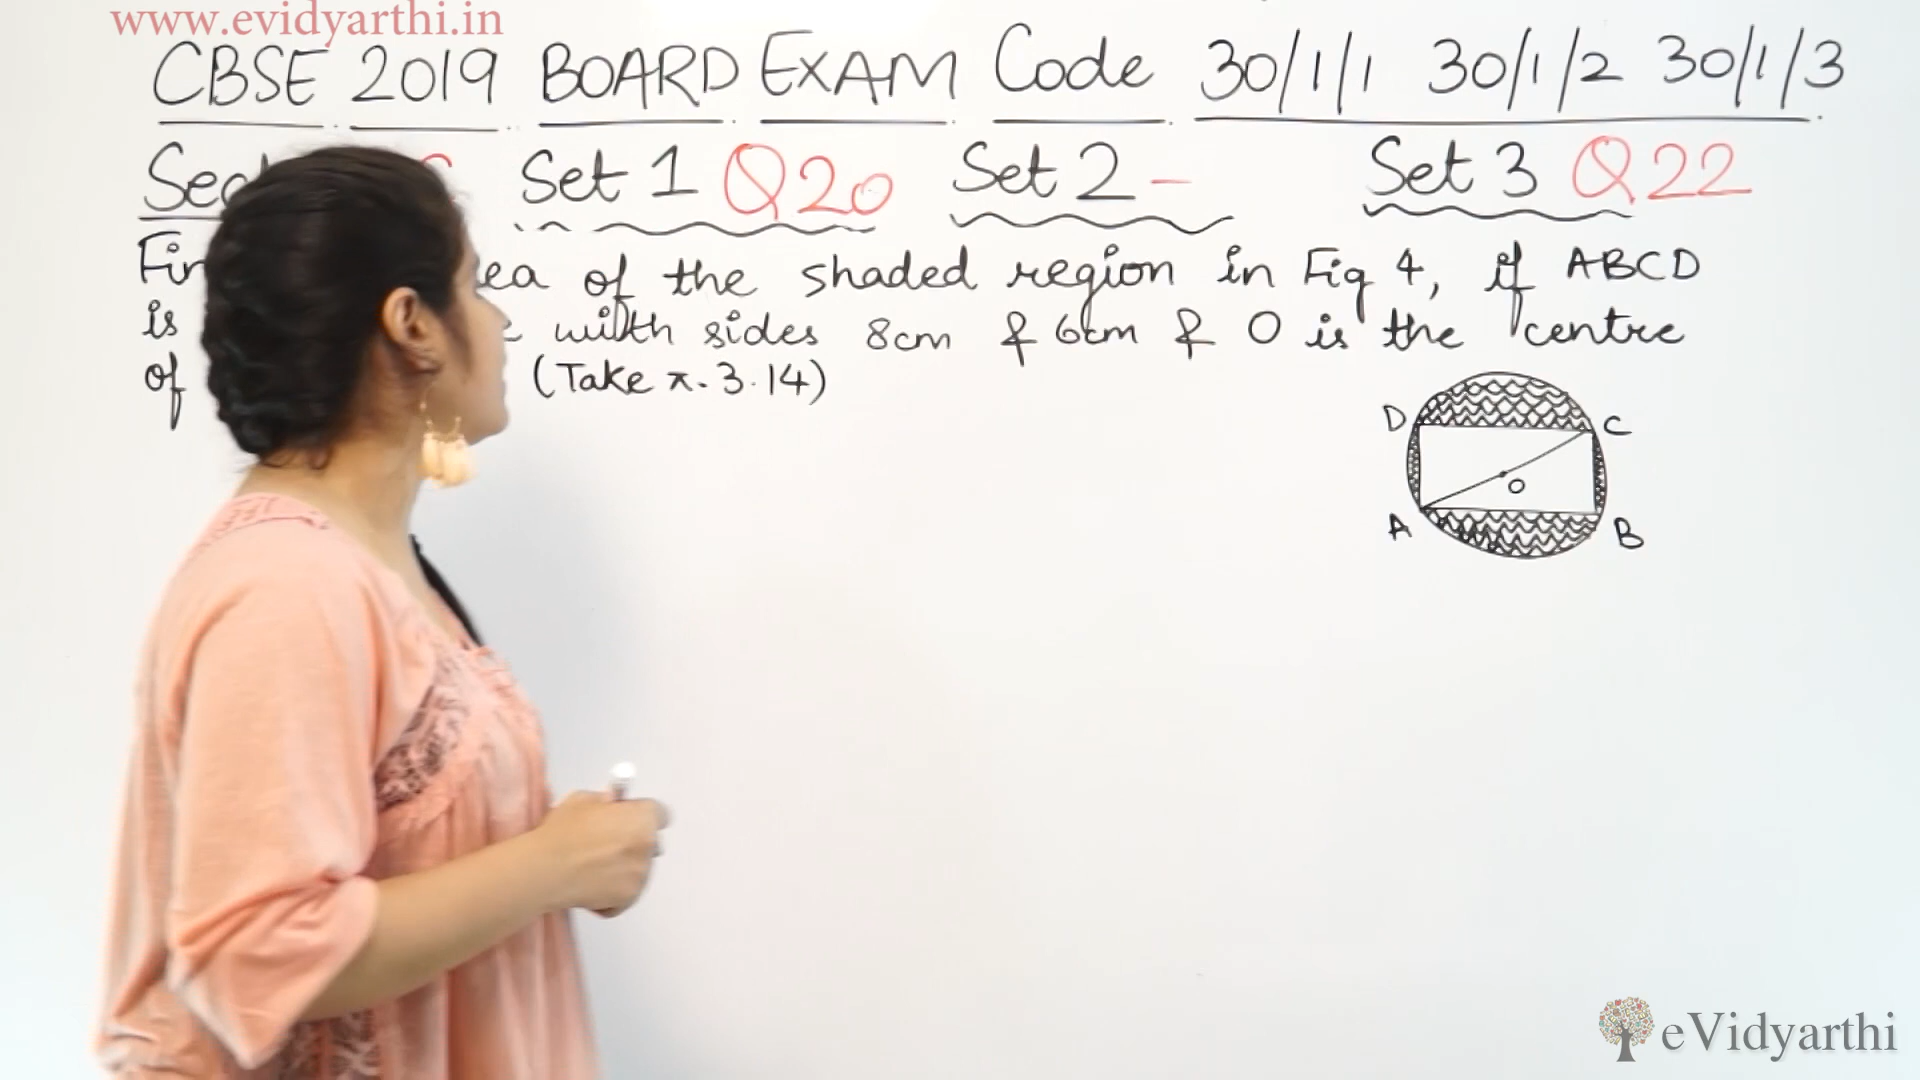 www.evidyarthi.in
CBSE 2019 BOARD EXAM Code 30/1/1 30/1/2 30/1/3
Set 1 Q20 Set 2 - Set 3 Q22
of the shaded region in Fig 4, if ABCD
is with sides 8cm & 6cm & O is the centre
of (Take π. 3.14)
D C
O
A B
eVidyarthi